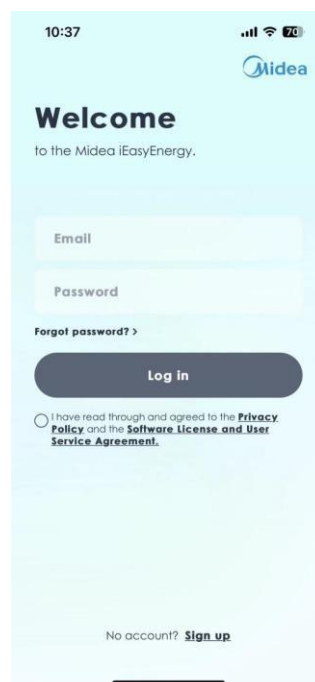 10:37
70
Midea
Welcome
to the Midea iEasyEnergy.
Email
Password
Forgot password? >
Log in
I have read through and agreed to the Privacy
Policy and the Software License and User
Service Agreement.
No account? Sign up